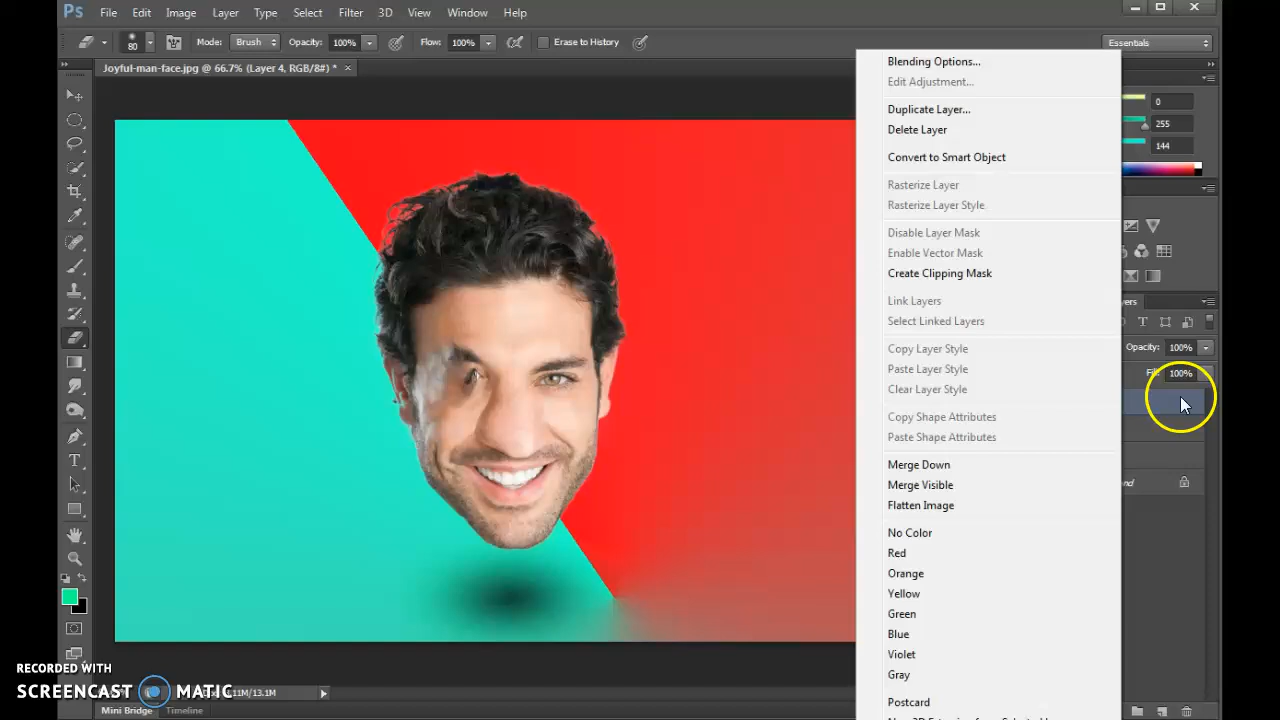 Ps File Edit Image Layer Type Select Filter 3D View Window Help
80 Mode: Brush Opacity: 100% Flow: 100% Erase to History Essentials
Joyful-man-face.jpg @ 66.7% (Layer 4, RGB/8#) * ×
Blending Options...
Edit Adjustment...
0
Duplicate Layer...
255
Delete Layer
144
Convert to Smart Object
Rasterize Layer
Rasterize Layer Style
Disable Layer Mask
Enable Vector Mask
Create Clipping Mask
Link Layers
Select Linked Layers
Opacity: 100%
Copy Layer Style
Paste Layer Style
Fill: 100%
Clear Layer Style
Copy Shape Attributes
Paste Shape Attributes
Merge Down
Merge Visible
Flatten Image
No Color
Red
Orange
Yellow
Green
Blue
Violet
Gray
Postcard
RECORDED WITH
SCREENCAST MATIC
11M/13.1M
Mini Bridge Timeline